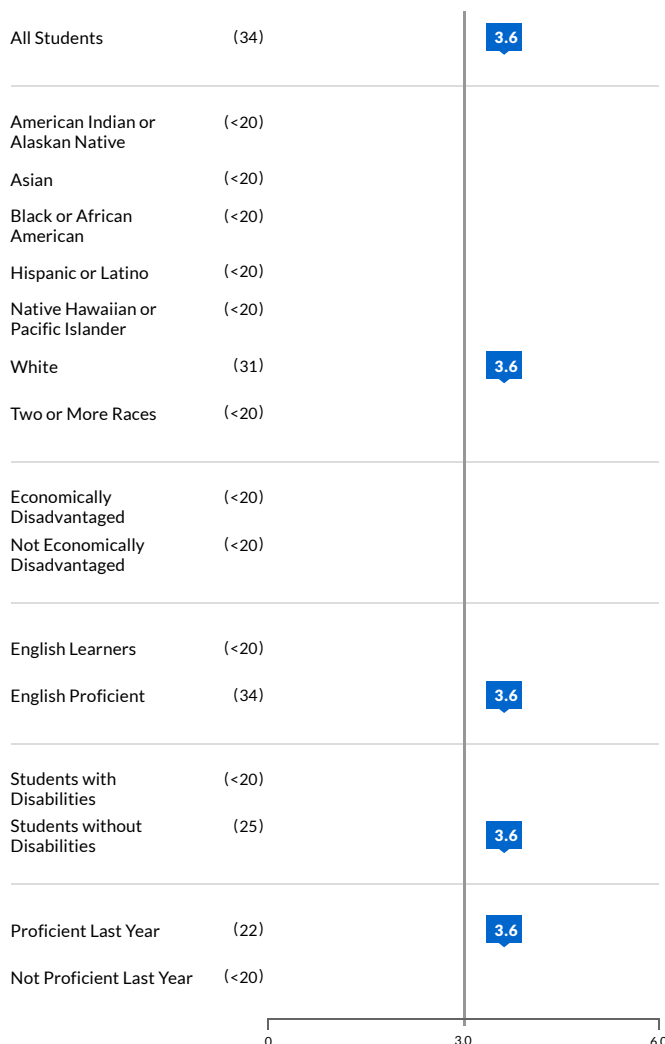 All Students (34) 3.6
American Indian or (<20)
Alaskan Native
Asian (<20)
Black or African (<20)
American
Hispanic or Latino (<20)
Native Hawaiian or (<20)
Pacific Islander
White (31) 3.6
Two or More Races (<20)
Economically (<20)
Disadvantaged
Not Economically (<20)
Disadvantaged
English Learners (<20)
English Proficient (34) 3.6
Students with (<20)
Disabilities
Students without (25) 3.6
Disabilities
Proficient Last Year (22) 3.6
Not Proficient Last Year (<20)
0 3.0 6.0